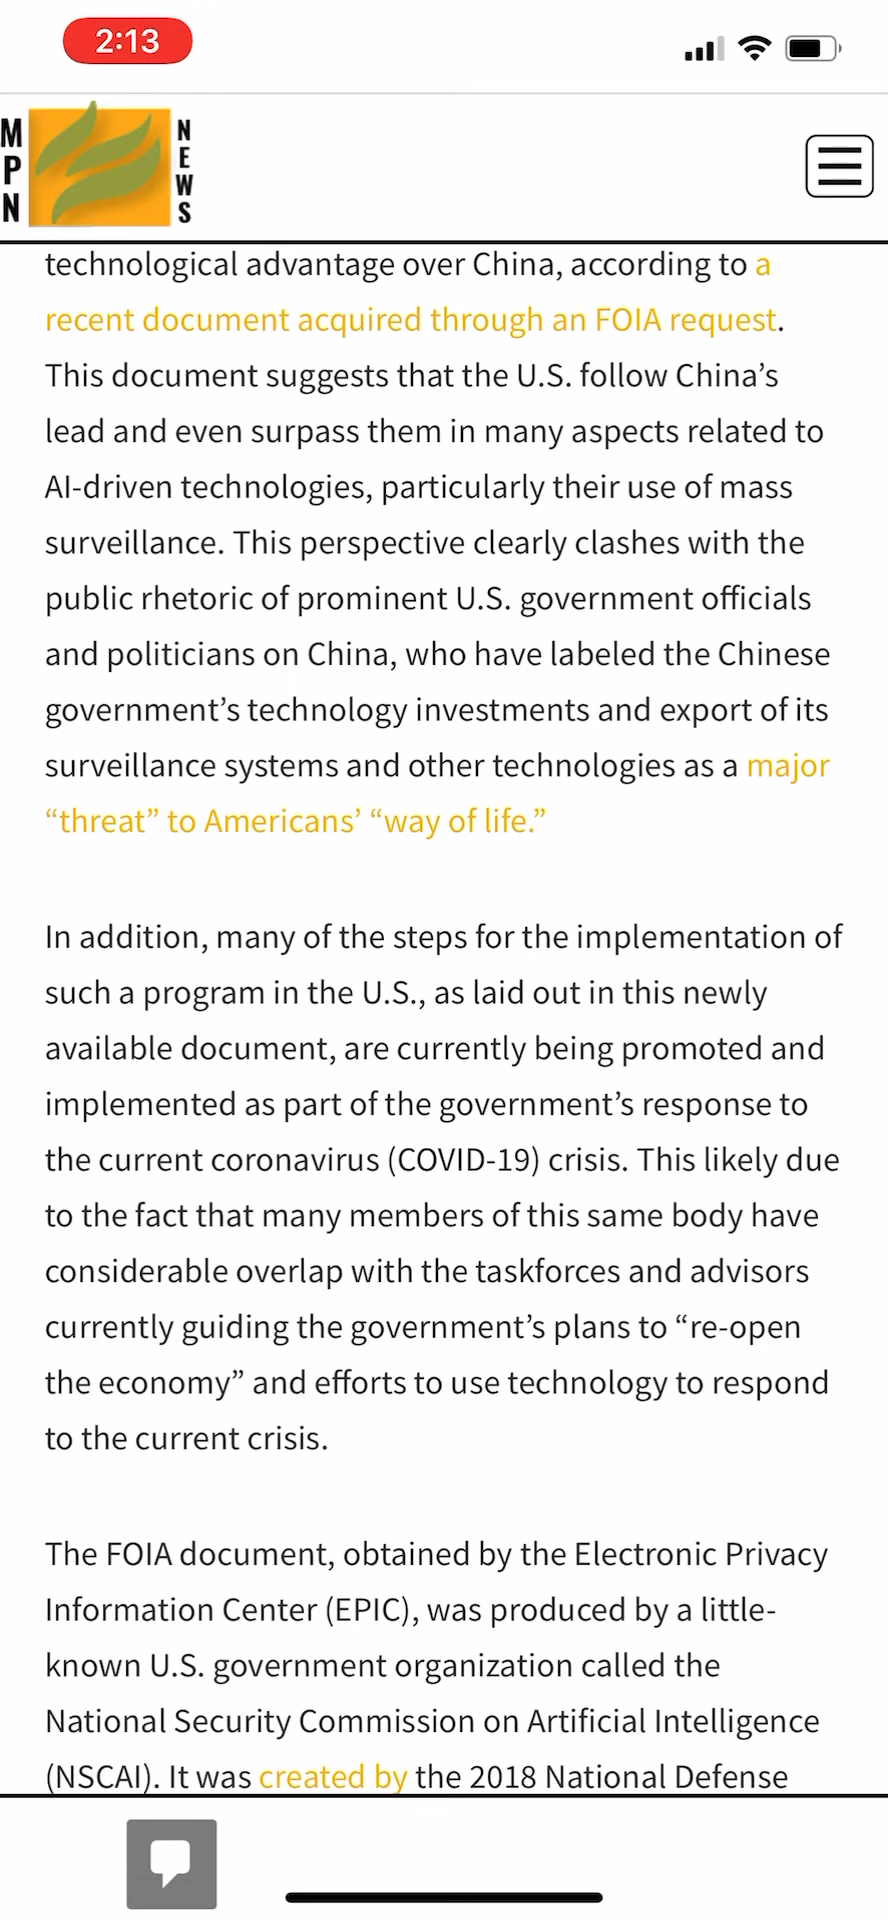 2:13
MPN
NEWS
technological advantage over China, according to a
recent document acquired through an FOIA request.
This document suggests that the U.S. follow China’s
lead and even surpass them in many aspects related to
AI-driven technologies, particularly their use of mass
surveillance. This perspective clearly clashes with the
public rhetoric of prominent U.S. government officials
and politicians on China, who have labeled the Chinese
government’s technology investments and export of its
surveillance systems and other technologies as a major
“threat” to Americans’ “way of life.”
In addition, many of the steps for the implementation of
such a program in the U.S., as laid out in this newly
available document, are currently being promoted and
implemented as part of the government’s response to
the current coronavirus (COVID-19) crisis. This likely due
to the fact that many members of this same body have
considerable overlap with the taskforces and advisors
currently guiding the government’s plans to “re-open
the economy” and efforts to use technology to respond
to the current crisis.
The FOIA document, obtained by the Electronic Privacy
Information Center (EPIC), was produced by a little-
known U.S. government organization called the
National Security Commission on Artificial Intelligence
(NSCAI). It was created by the 2018 National Defense